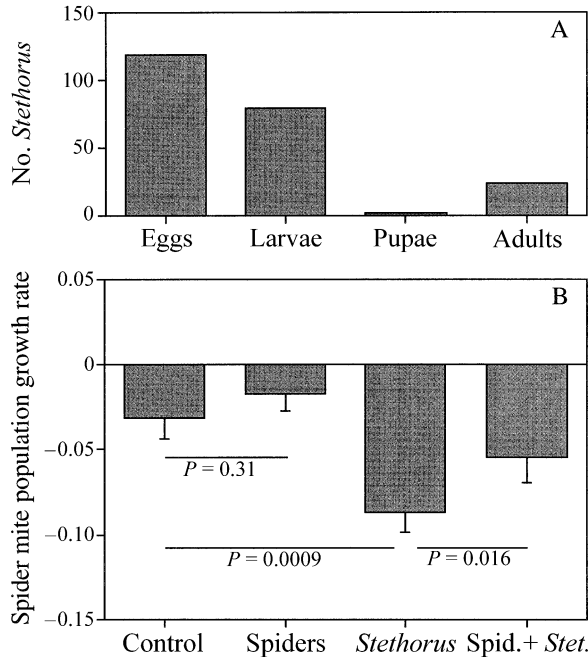 A
No. Stethorus
150
100
50
0
Eggs Larvae Pupae Adults
B
Spider mite population growth rate
0.05
0
−0.05
−0.10
−0.15
P = 0.31
P = 0.0009
P = 0.016
Control Spiders Stethorus Spid.+ Stet.